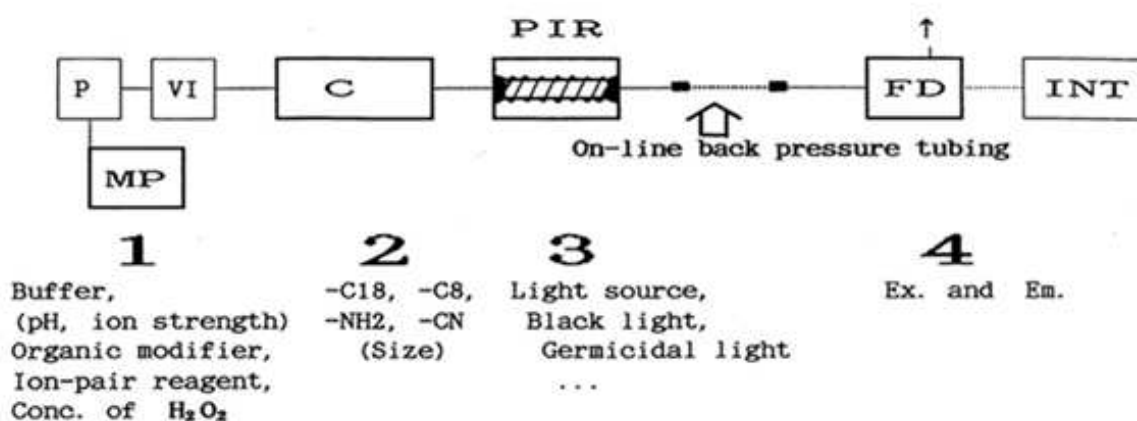 PIR
P VI C FD INT
On-line back pressure tubing
MP
1 2 3 4
Buffer, -C18, -C8, Light source, Ex. and Em.
(pH, ion strength) -NH2, -CN Black light,
Organic modifier, (Size) Germicidal light
Ion-pair reagent, ...
Conc. of H₂O₂